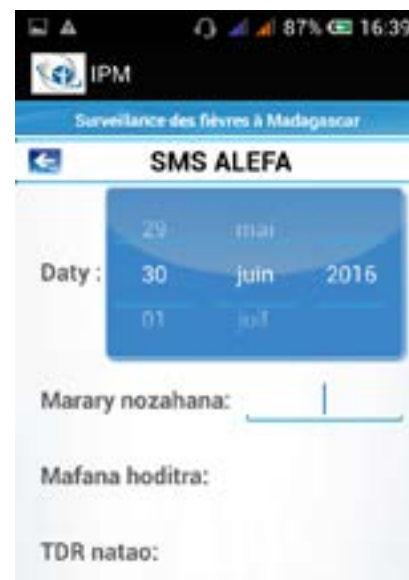 87% 16:39
IPM
Surveillance des fièvres à Madagascar
SMS ALEFA
29 mai
Daty : 30 juin 2016
01 juil
Marary nozahana:
Mafana hoditra:
TDR natao: